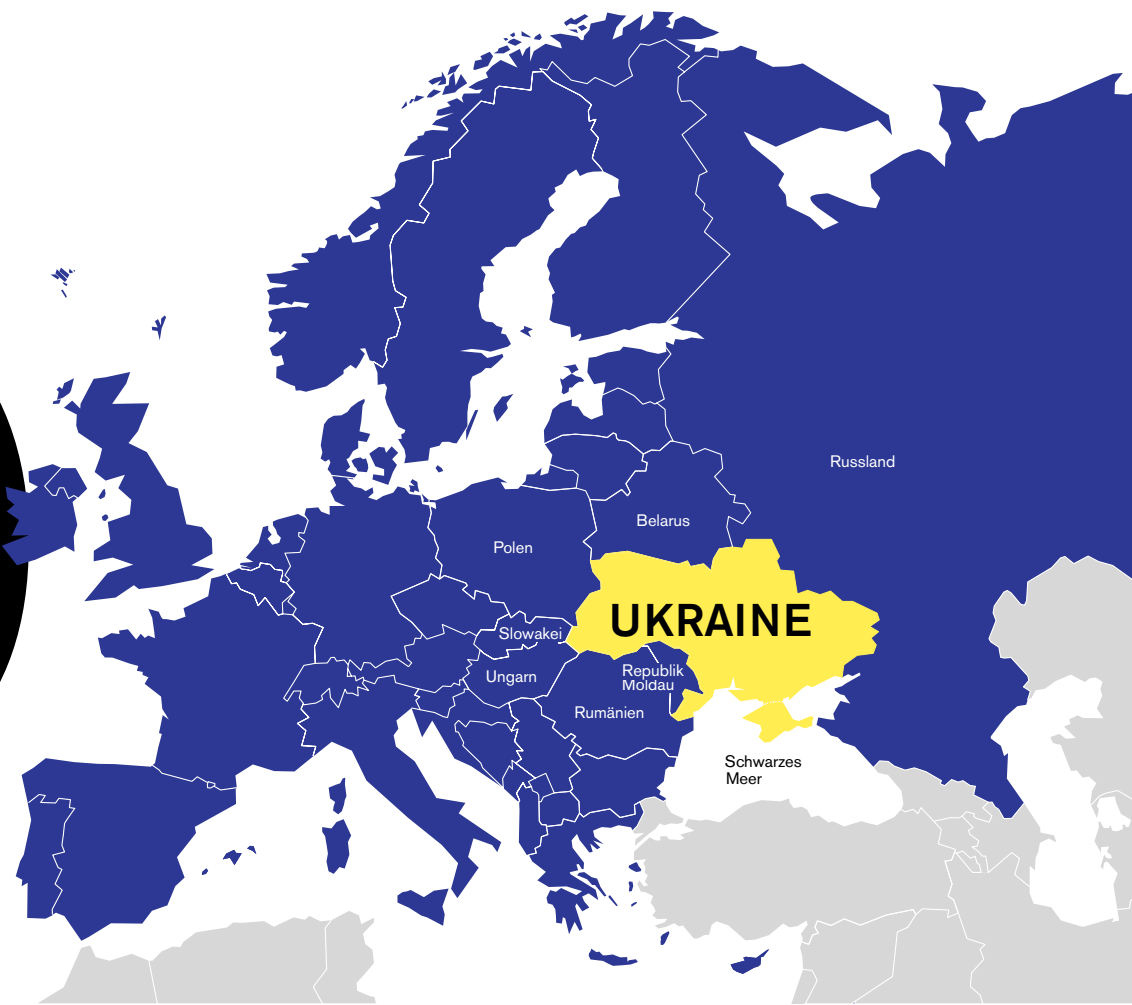 Russland
Belarus
Polen
UKRAINE
Slowakei
Republik
Moldau
Ungarn
Rumänien
Schwarzes
Meer